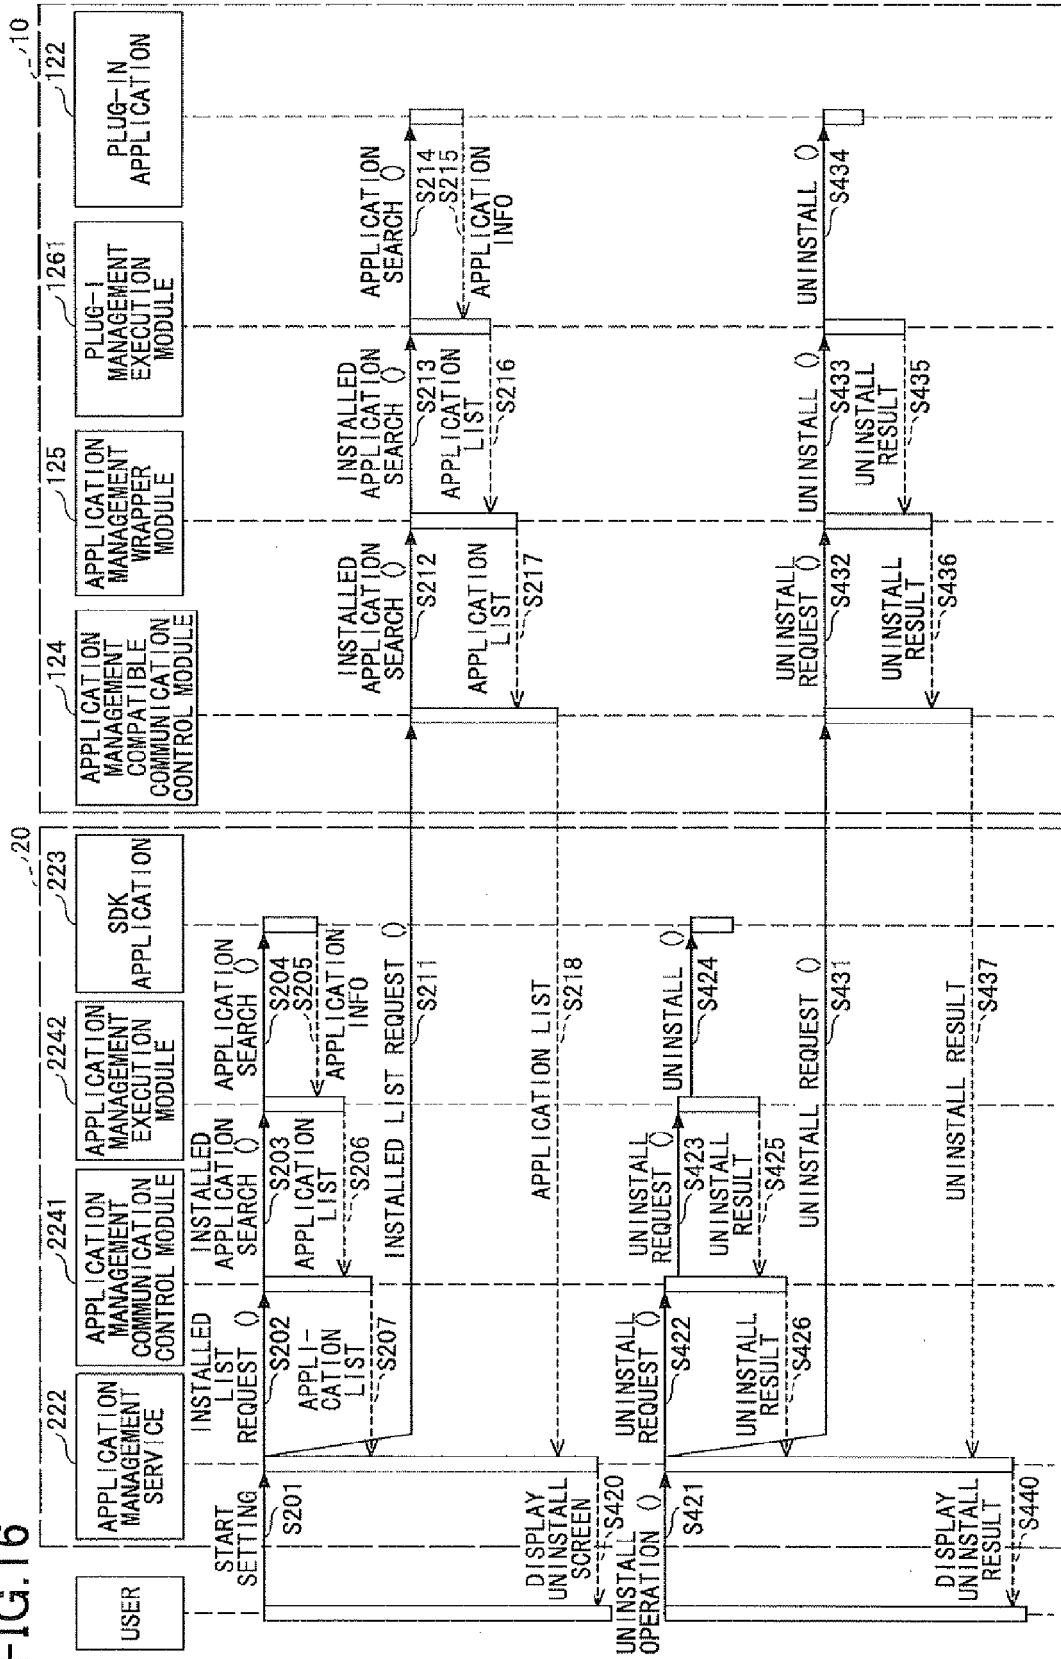 FIG.16
20
10
USER
222
APPLICATION
MANAGEMENT
SERVICE
2241
APPLICATION
MANAGEMENT
COMMUNICATION
CONTROL MODULE
2242
APPLICATION
MANAGEMENT
EXECUTION
MODULE
223
SDK
APPLICATION
124
APPLICATION
MANAGEMENT
COMPATIBLE
COMMUNICATION
CONTROL MODULE
125
APPLICATION
MANAGEMENT
WRAPPER
MODULE
1261
PLUG-I
MANAGEMENT
EXECUTION
MODULE
122
PLUG-IN
APPLICATION
START
SETTING
S201
INSTALLED
LIST
REQUEST ()
S202
INSTALLED
APPLICATION
SEARCH ()
S203
APPLICATION
SEARCH ()
S204
S205
APPLICATION
INFO
APPLICATION
LIST
S206
APPLI-
CATION
LIST
S207
INSTALLED LIST REQUEST ()
S211
INSTALLED
APPLICATION
SEARCH ()
S212
INSTALLED
APPLICATION
SEARCH ()
S213
APPLICATION
SEARCH ()
S214
S215
APPLICATION
INFO
APPLICATION
LIST
S216
APPLICATION
LIST
S217
APPLICATION LIST
S218
DISPLAY
UNINSTALL
SCREEN
S420
UNINSTALL
OPERATION ()
S421
UNINSTALL
REQUEST ()
S422
UNINSTALL
REQUEST ()
S423
UNINSTALL ()
S424
UNINSTALL
RESULT
S425
UNINSTALL
RESULT
S426
UNINSTALL REQUEST ()
S431
UNINSTALL
REQUEST ()
S432
UNINSTALL ()
S433
UNINSTALL ()
S434
UNINSTALL
RESULT
S435
UNINSTALL
RESULT
S436
UNINSTALL RESULT
S437
DISPLAY
UNINSTALL
RESULT
S440